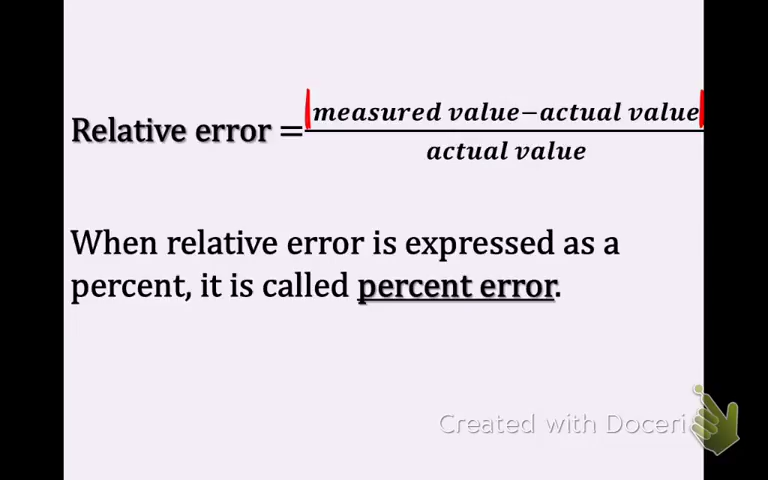 Relative error = |measured value−actual value|
actual value
When relative error is expressed as a
percent, it is called percent error.
Created with Doceri